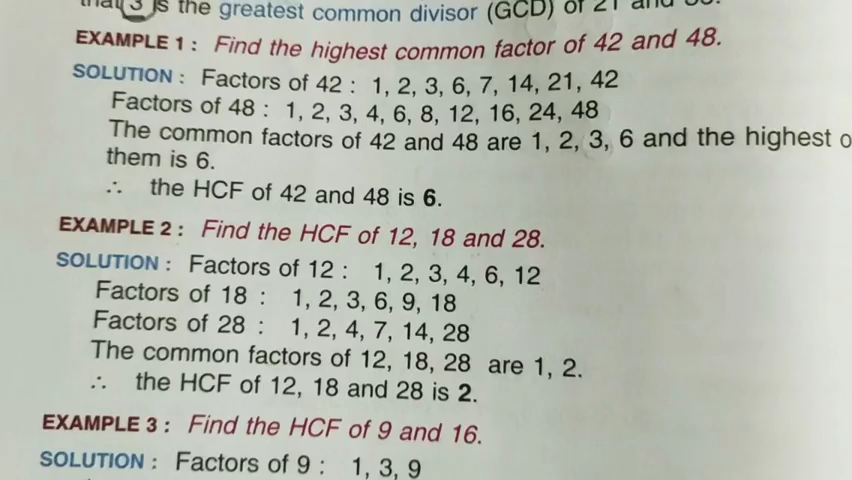 that 3 is the greatest common divisor (GCD) of 21 and
EXAMPLE 1 : Find the highest common factor of 42 and 48.
SOLUTION : Factors of 42 : 1, 2, 3, 6, 7, 14, 21, 42
Factors of 48 : 1, 2, 3, 4, 6, 8, 12, 16, 24, 48
The common factors of 42 and 48 are 1, 2, 3, 6 and the highest
them is 6.
∴ the HCF of 42 and 48 is 6.
EXAMPLE 2 : Find the HCF of 12, 18 and 28.
SOLUTION : Factors of 12 : 1, 2, 3, 4, 6, 12
Factors of 18 : 1, 2, 3, 6, 9, 18
Factors of 28 : 1, 2, 4, 7, 14, 28
The common factors of 12, 18, 28 are 1, 2.
∴ the HCF of 12, 18 and 28 is 2.
EXAMPLE 3 : Find the HCF of 9 and 16.
SOLUTION : Factors of 9 : 1, 3, 9